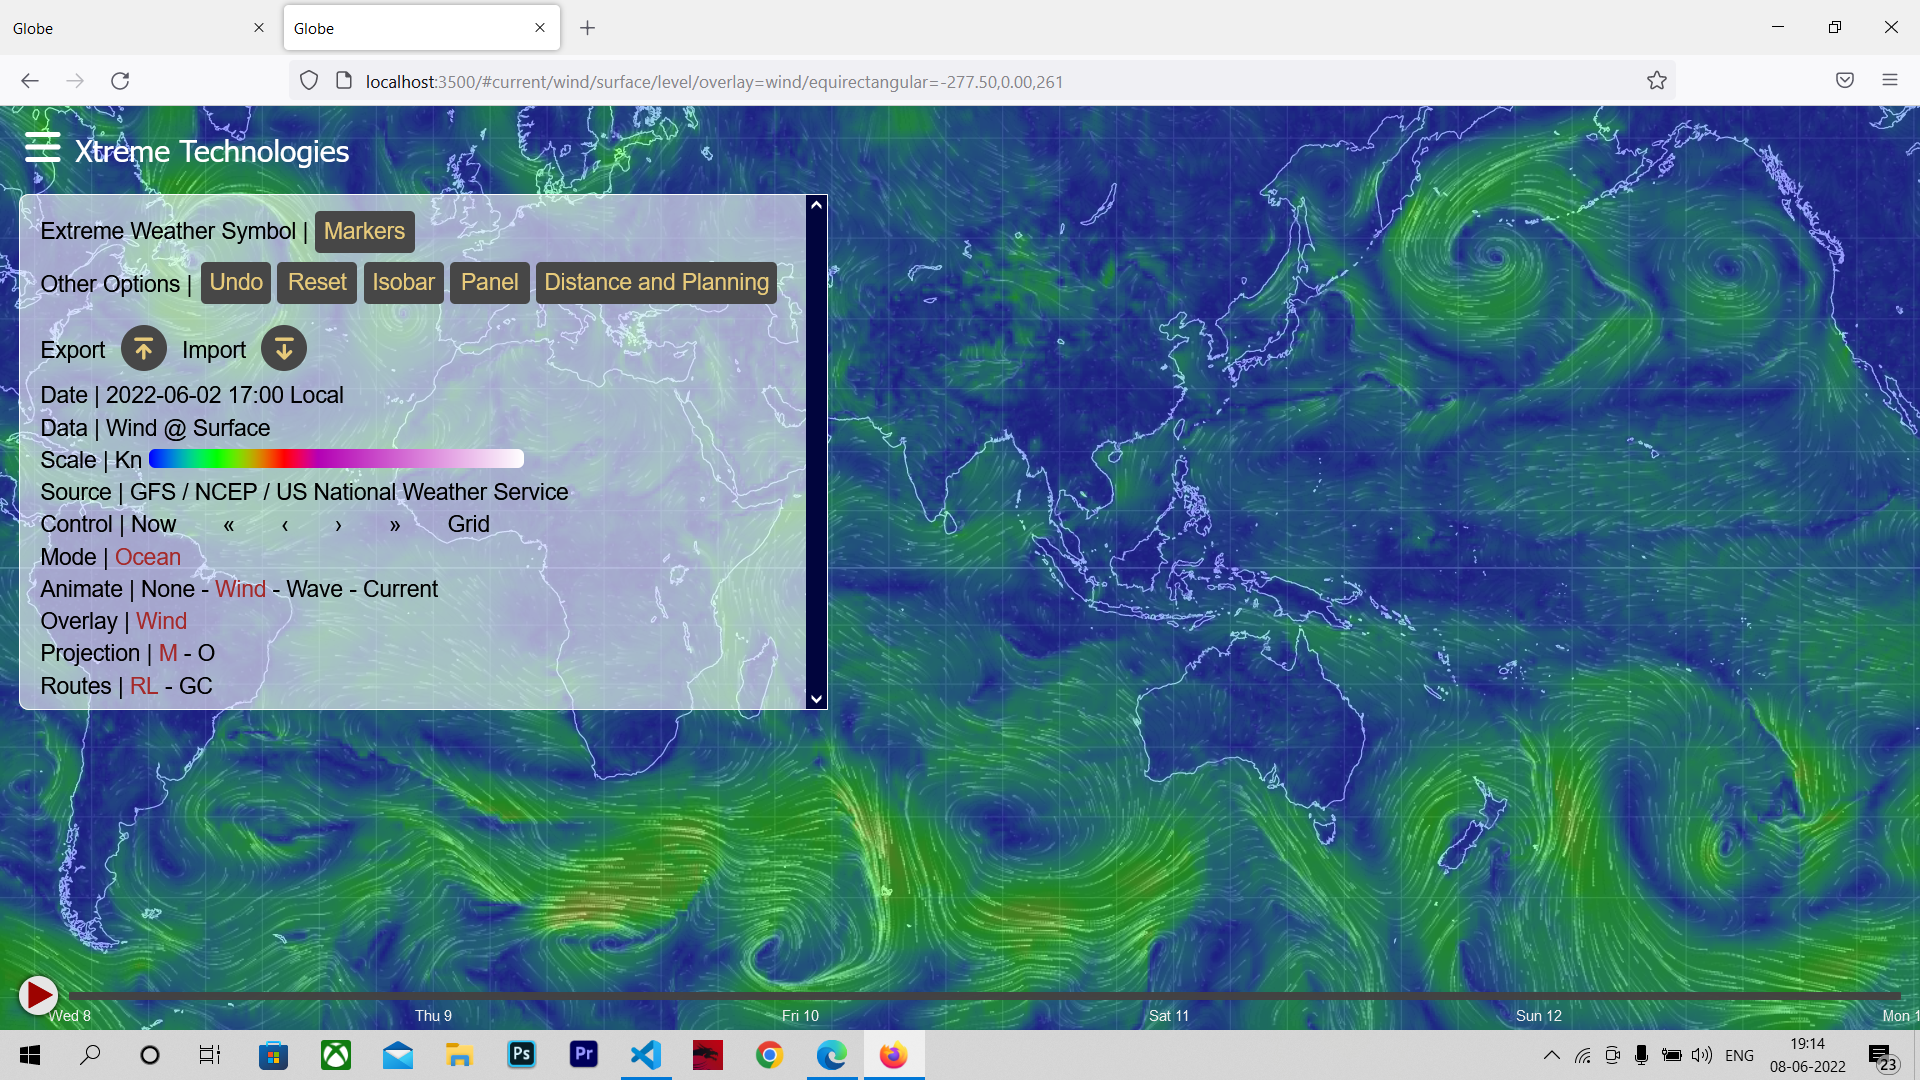 Globe
Globe
localhost:3500/#current/wind/surface/level/overlay=wind/equirectangular=-277.50,0.00,261
Xtreme Technologies
Extreme Weather Symbol | Markers
Other Options | Undo Reset Isobar Panel Distance and Planning
Export Import
Date | 2022-06-02 17:00 Local
Data | Wind @ Surface
Scale | Kn
Source | GFS / NCEP / US National Weather Service
Control | Now « ‹ › » Grid
Mode | Ocean
Animate | None - Wind - Wave - Current
Overlay | Wind
Projection | M - O
Routes | RL - GC
Wed 8 Thu 9 Fri 10 Sat 11 Sun 12 Mon 1
Ps Pr ENG 19:14
08-06-2022 23